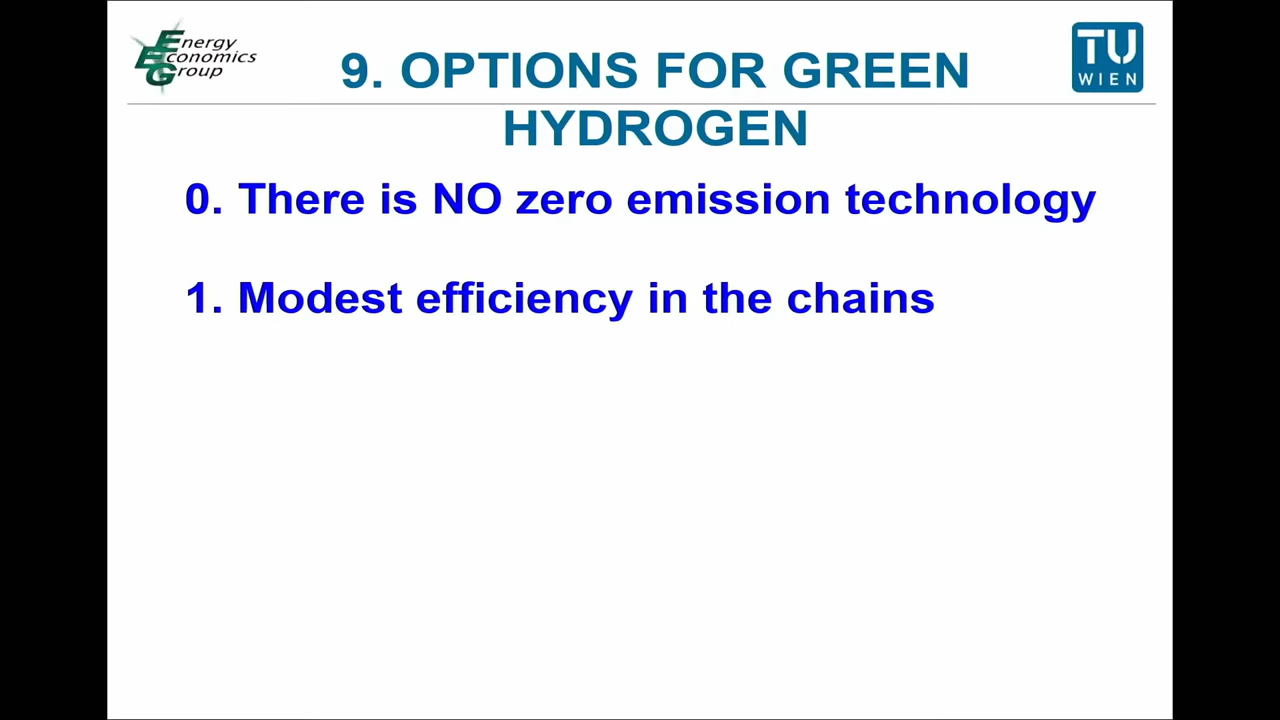 Energy
Economics
Group
TU
WIEN
9. OPTIONS FOR GREEN
HYDROGEN
0. There is NO zero emission technology
1. Modest efficiency in the chains